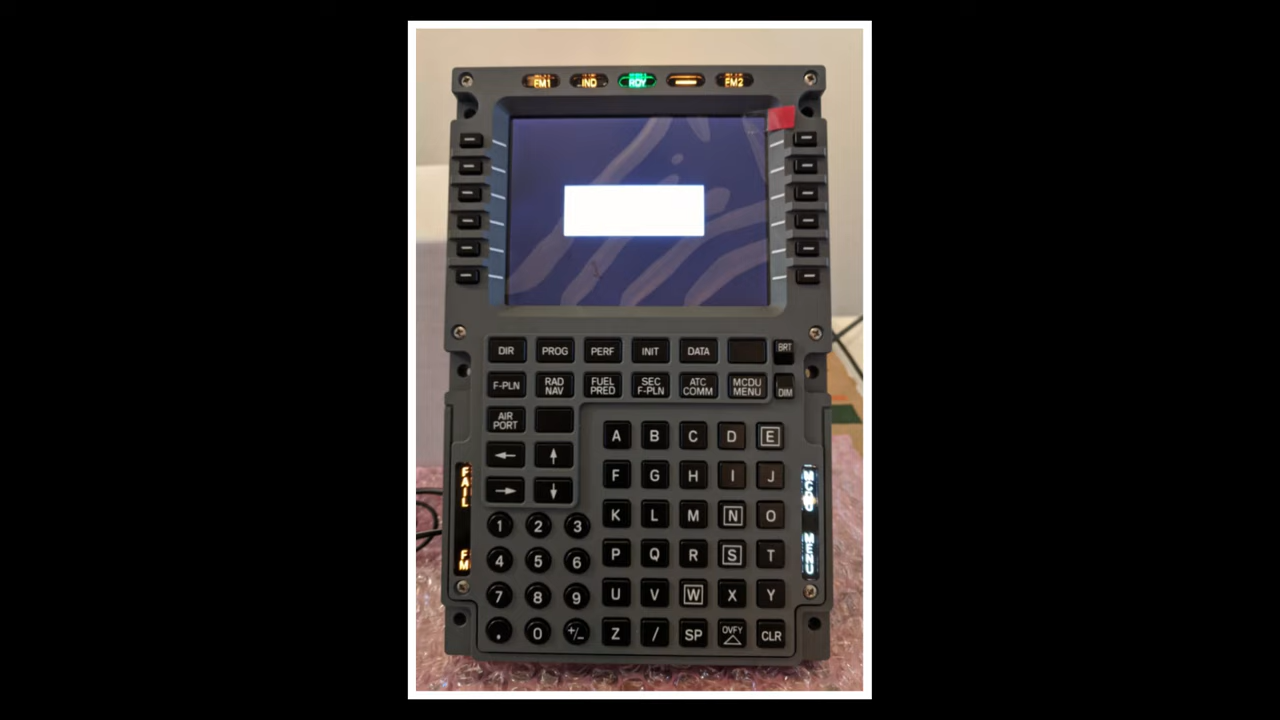 FM1 IND RDY FM2
DIR PROG PERF INIT DATA BRT
F-PLN RAD NAV FUEL PRED SEC F-PLN ATC COMM MCDU MENU DIM
AIR PORT
A B C D E
F G H I J
K L M N O
1 2 3
P Q R S T
4 5 6
U V W X Y
7 8 9
Z / SP OVFY CLR
. 0 +/-
FAIL
FM
MCDU
MENU